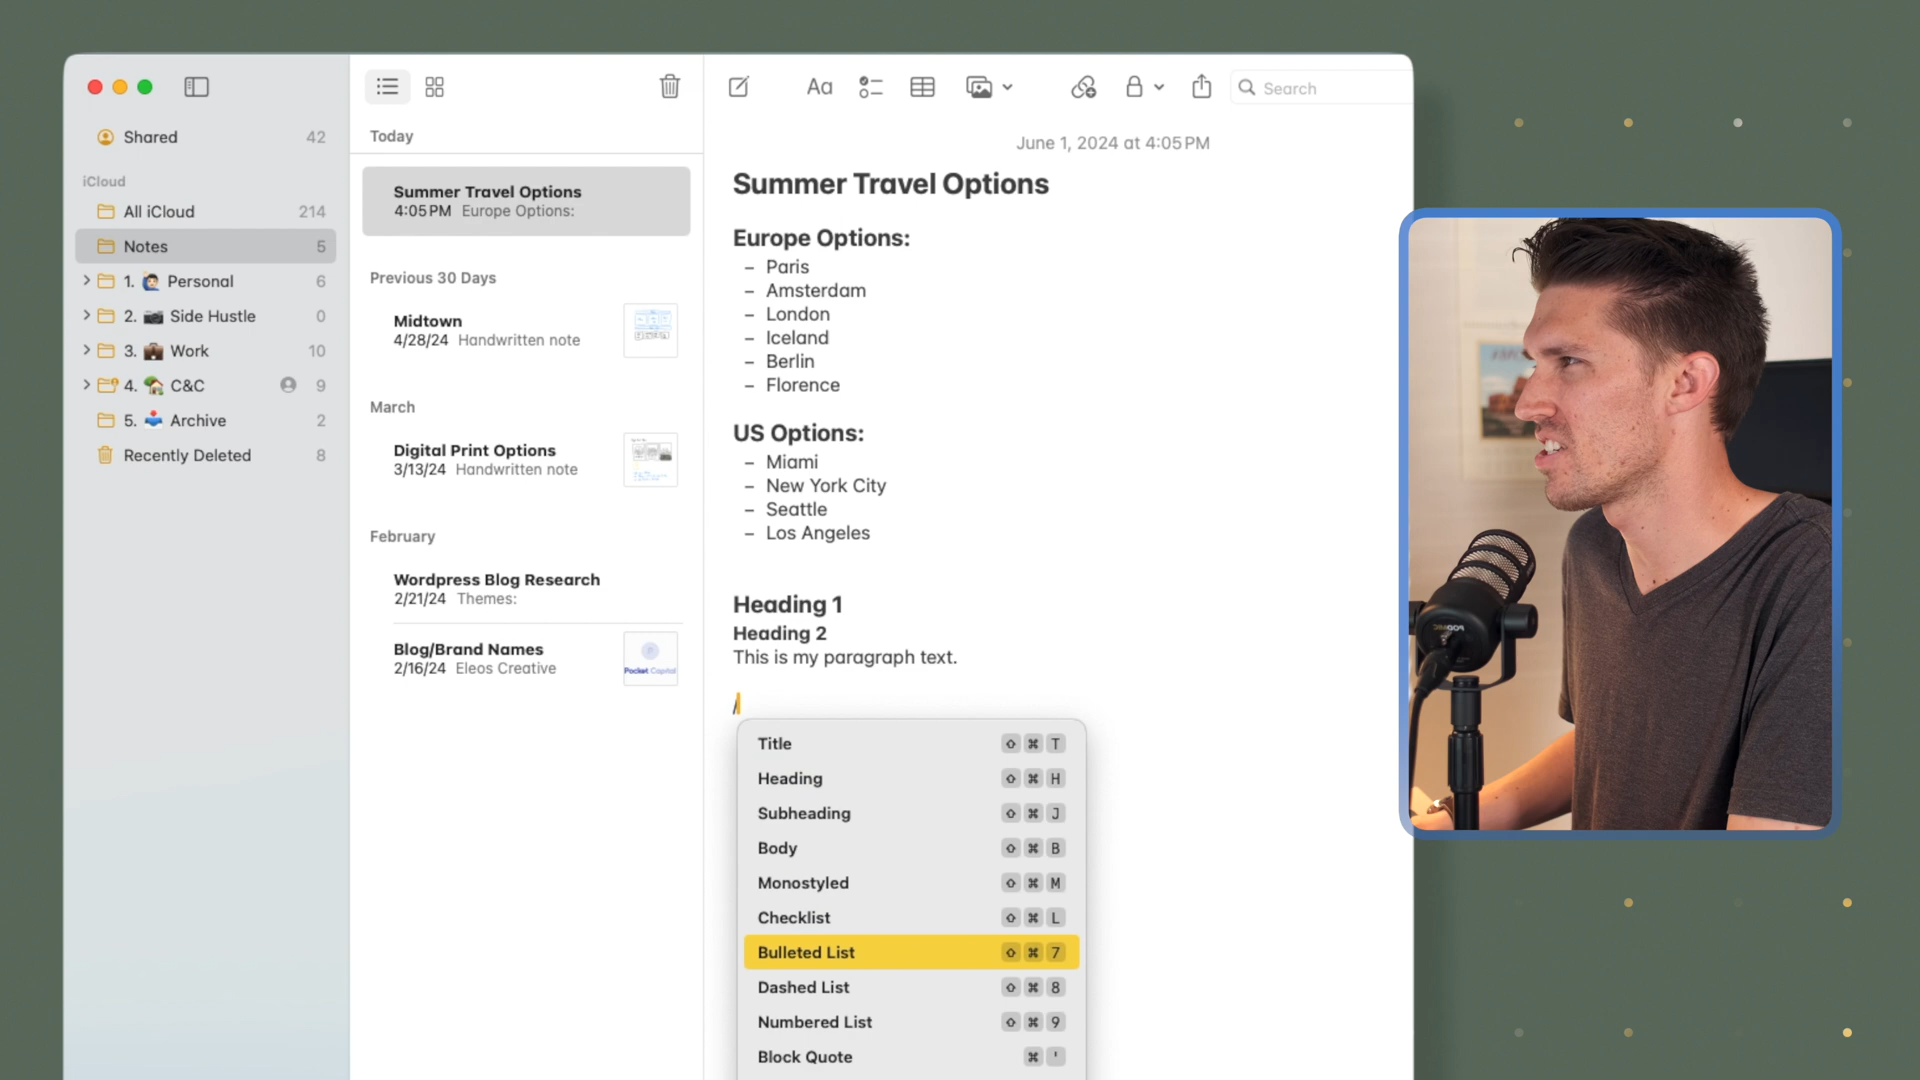 Shared 42
iCloud
All iCloud 214
Notes 5
1. Personal 6
2. Side Hustle 0
3. Work 10
4. C&C 9
5. Archive 2
Recently Deleted 8
Today
Summer Travel Options
4:05 PM Europe Options:
Previous 30 Days
Midtown
4/28/24 Handwritten note
March
Digital Print Options
3/13/24 Handwritten note
February
Wordpress Blog Research
2/21/24 Themes:
Blog/Brand Names
2/16/24 Eleos Creative
Pocket Capital
Aa
Search
June 1, 2024 at 4:05 PM
Summer Travel Options
Europe Options:
– Paris
– Amsterdam
– London
– Iceland
– Berlin
– Florence
US Options:
– Miami
– New York City
– Seattle
– Los Angeles
Heading 1
Heading 2
This is my paragraph text.
/
Title ⇧ ⌘ T
Heading ⇧ ⌘ H
Subheading ⇧ ⌘ J
Body ⇧ ⌘ B
Monostyled ⇧ ⌘ M
Checklist ⇧ ⌘ L
Bulleted List ⇧ ⌘ 7
Dashed List ⇧ ⌘ 8
Numbered List ⇧ ⌘ 9
Block Quote ⌘ '
PODMIC